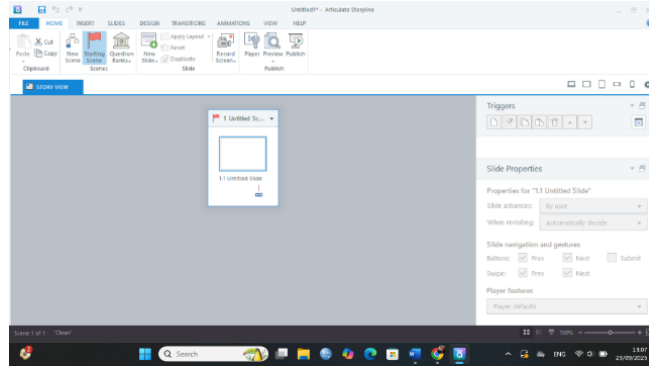 Untitled1* - Articulate Storyline
FILE HOME INSERT SLIDES DESIGN TRANSITIONS ANIMATIONS VIEW HELP
Paste
Cut
Copy
Clipboard
New Scene
Starting Scene
Question Banks
Scenes
New Slide
Apply Layout
Reset
Duplicate
Slide
Record Screen
Player Preview Publish
Publish
STORY VIEW
1 Untitled Sc...
1.1 Untitled Slide
Triggers
Slide Properties
Properties for "1.1 Untitled Slide"
Slide advances: By user
When revisiting: Automatically decide
Slide navigation and gestures
Buttons: Prev Next Submit
Swipe: Prev Next
Player features
Player defaults
Scene 1 of 1 "Clean"
100%
Search
ENG
13.07
23/09/2025